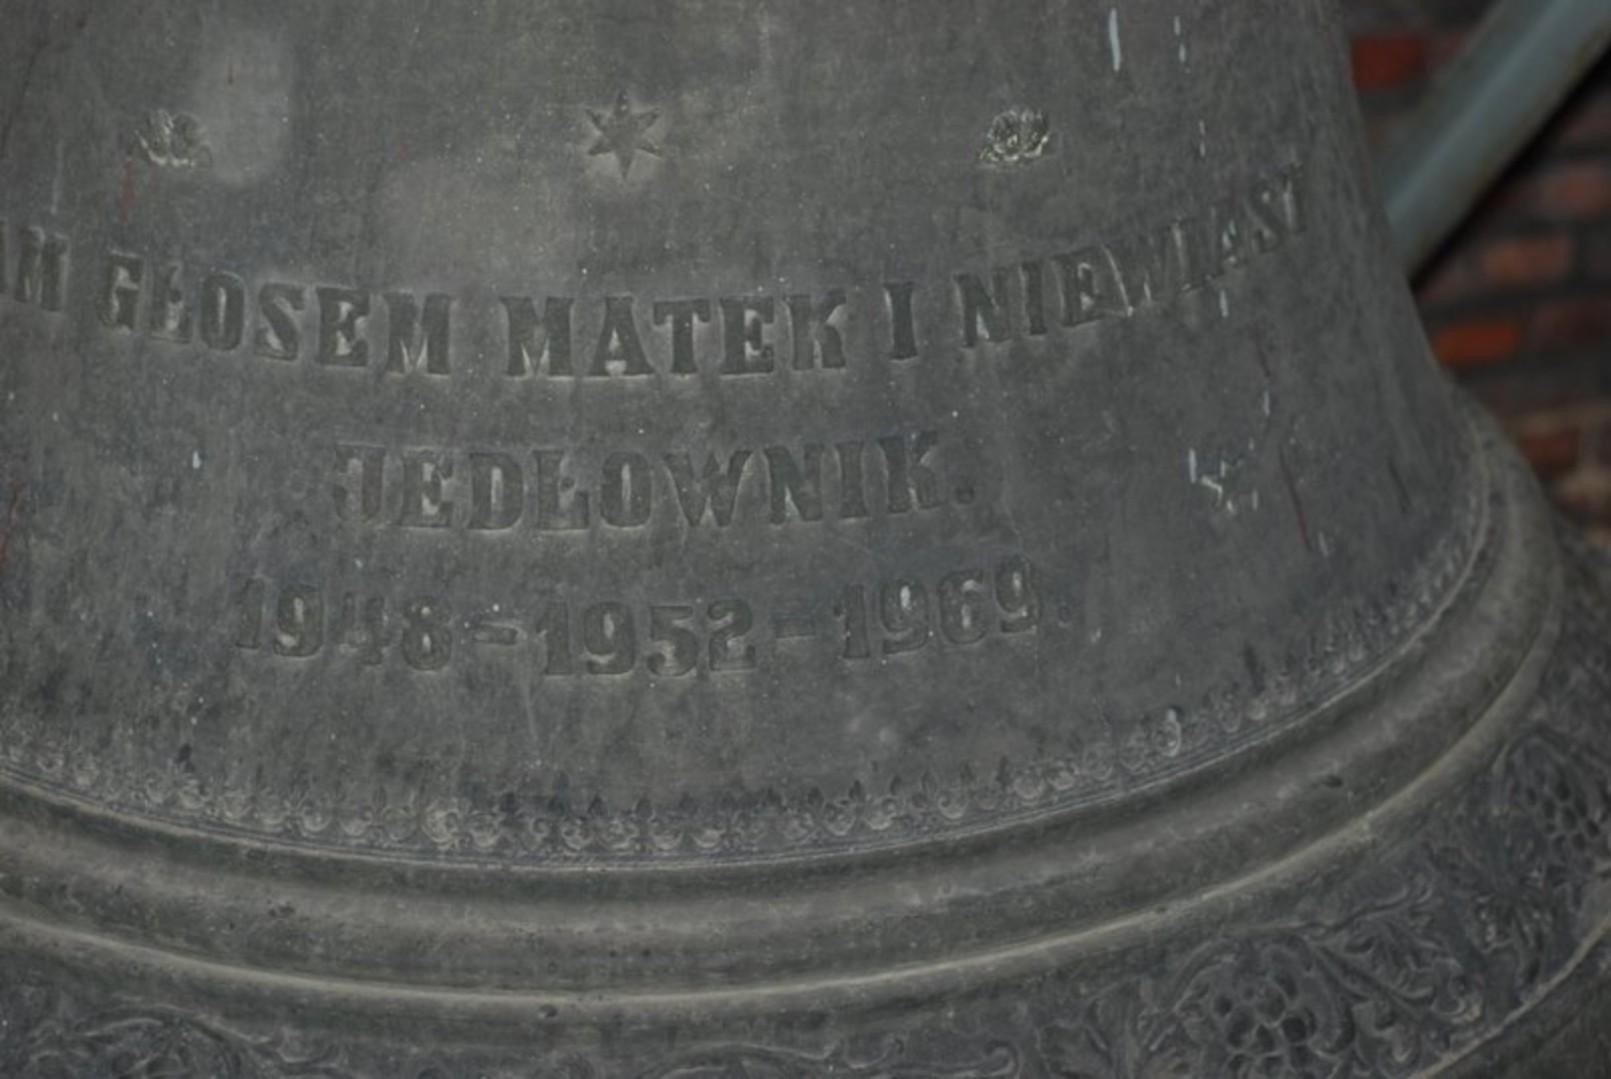 GŁOSEM MATEK I NIEWIAST
JEDŁOWNIK.
1948-1952-1969.